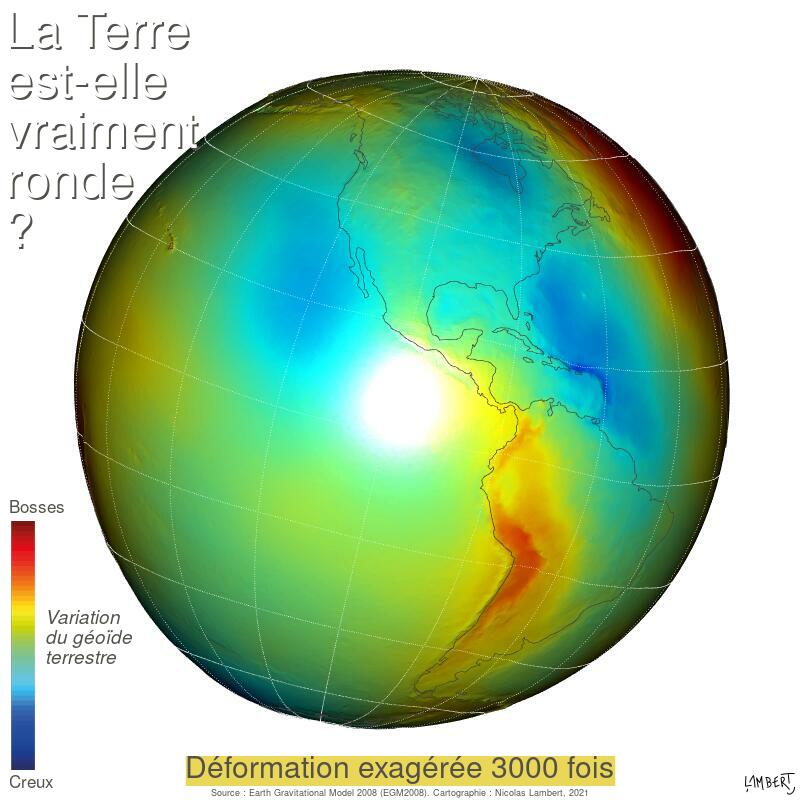 La Terre
est-elle
vraiment
ronde
?
Bosses
Variation
du géoïde
terrestre
Creux
Déformation exagérée 3000 fois
Source : Earth Gravitational Model 2008 (EGM2008). Cartographie : Nicolas Lambert, 2021
LAMBERT